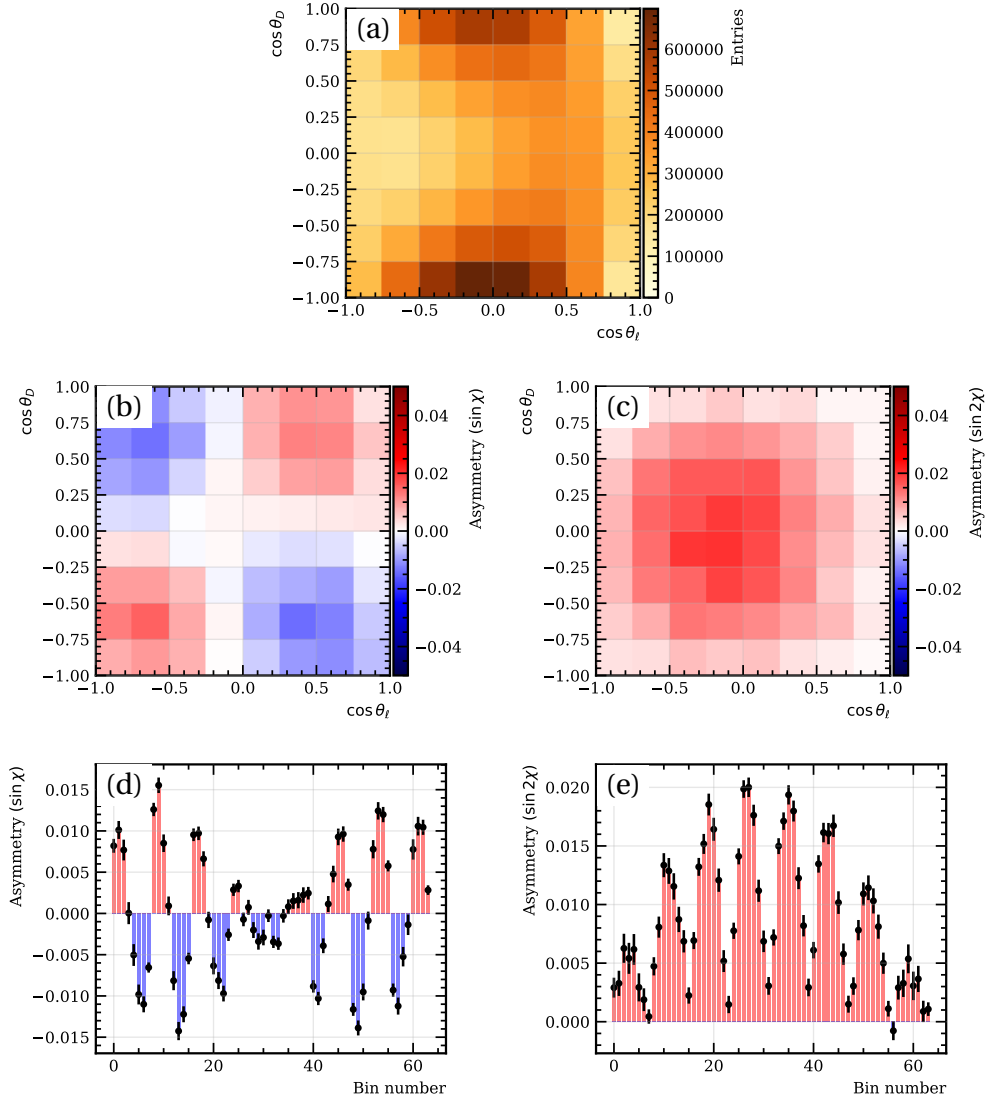 (a)
cos θ_D
1.00
0.75
0.50
0.25
0.00
−0.25
−0.50
−0.75
−1.00
−1.0 −0.5 0.0 0.5 1.0
cos θ_ℓ
Entries
600000
500000
400000
300000
200000
100000
0
(b)
cos θ_D
1.00
0.75
0.50
0.25
0.00
−0.25
−0.50
−0.75
−1.00
−1.0 −0.5 0.0 0.5 1.0
cos θ_ℓ
Asymmetry (sin χ)
0.04
0.02
0.00
−0.02
−0.04
(c)
cos θ_D
1.00
0.75
0.50
0.25
0.00
−0.25
−0.50
−0.75
−1.00
−1.0 −0.5 0.0 0.5 1.0
cos θ_ℓ
Asymmetry (sin 2χ)
0.04
0.02
0.00
−0.02
−0.04
(d)
Asymmetry (sin χ)
0.015
0.010
0.005
0.000
−0.005
−0.010
−0.015
0 20 40 60
Bin number
(e)
Asymmetry (sin 2χ)
0.020
0.015
0.010
0.005
0.000
0 20 40 60
Bin number